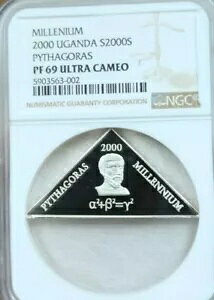 MILLENIUM
2000 UGANDA S2000S
PYTHAGORAS
PF 69 ULTRA CAMEO
5903563-002
NUMISMATIC GUARANTY CORPORATION
NGC
2000
PYTHAGORAS
MILLENNIUM
α²+β²=γ²